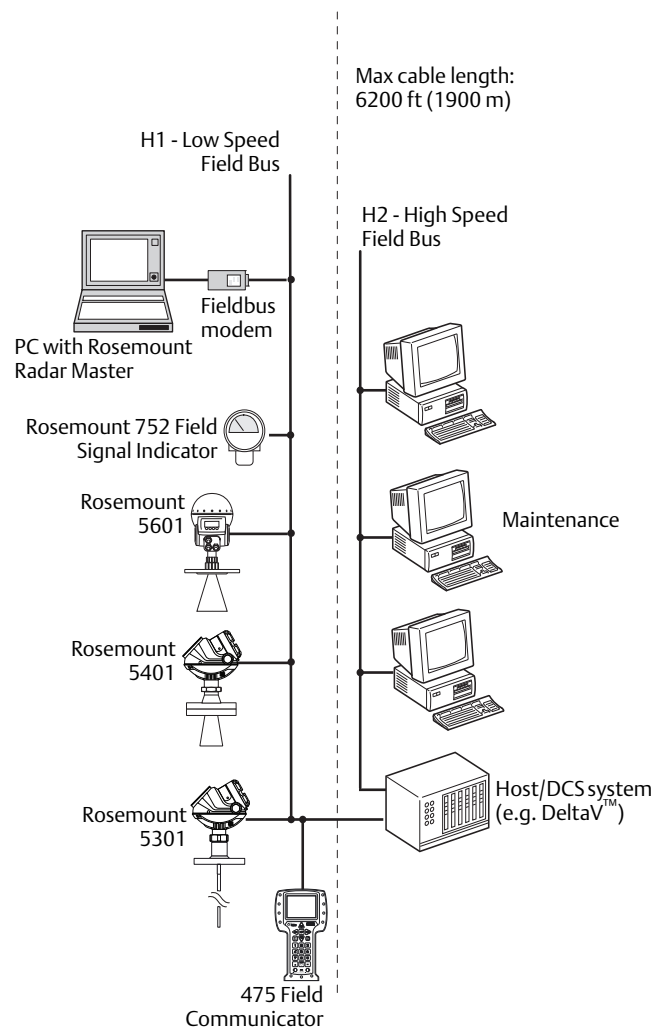 Max cable length:
6200 ft (1900 m)
H1 - Low Speed
Field Bus
H2 - High Speed
Field Bus
Fieldbus
modem
PC with Rosemount
Radar Master
Rosemount 752 Field
Signal Indicator
Rosemount
5601
Maintenance
Rosemount
5401
Host/DCS system
(e.g. DeltaV™)
Rosemount
5301
475 Field
Communicator